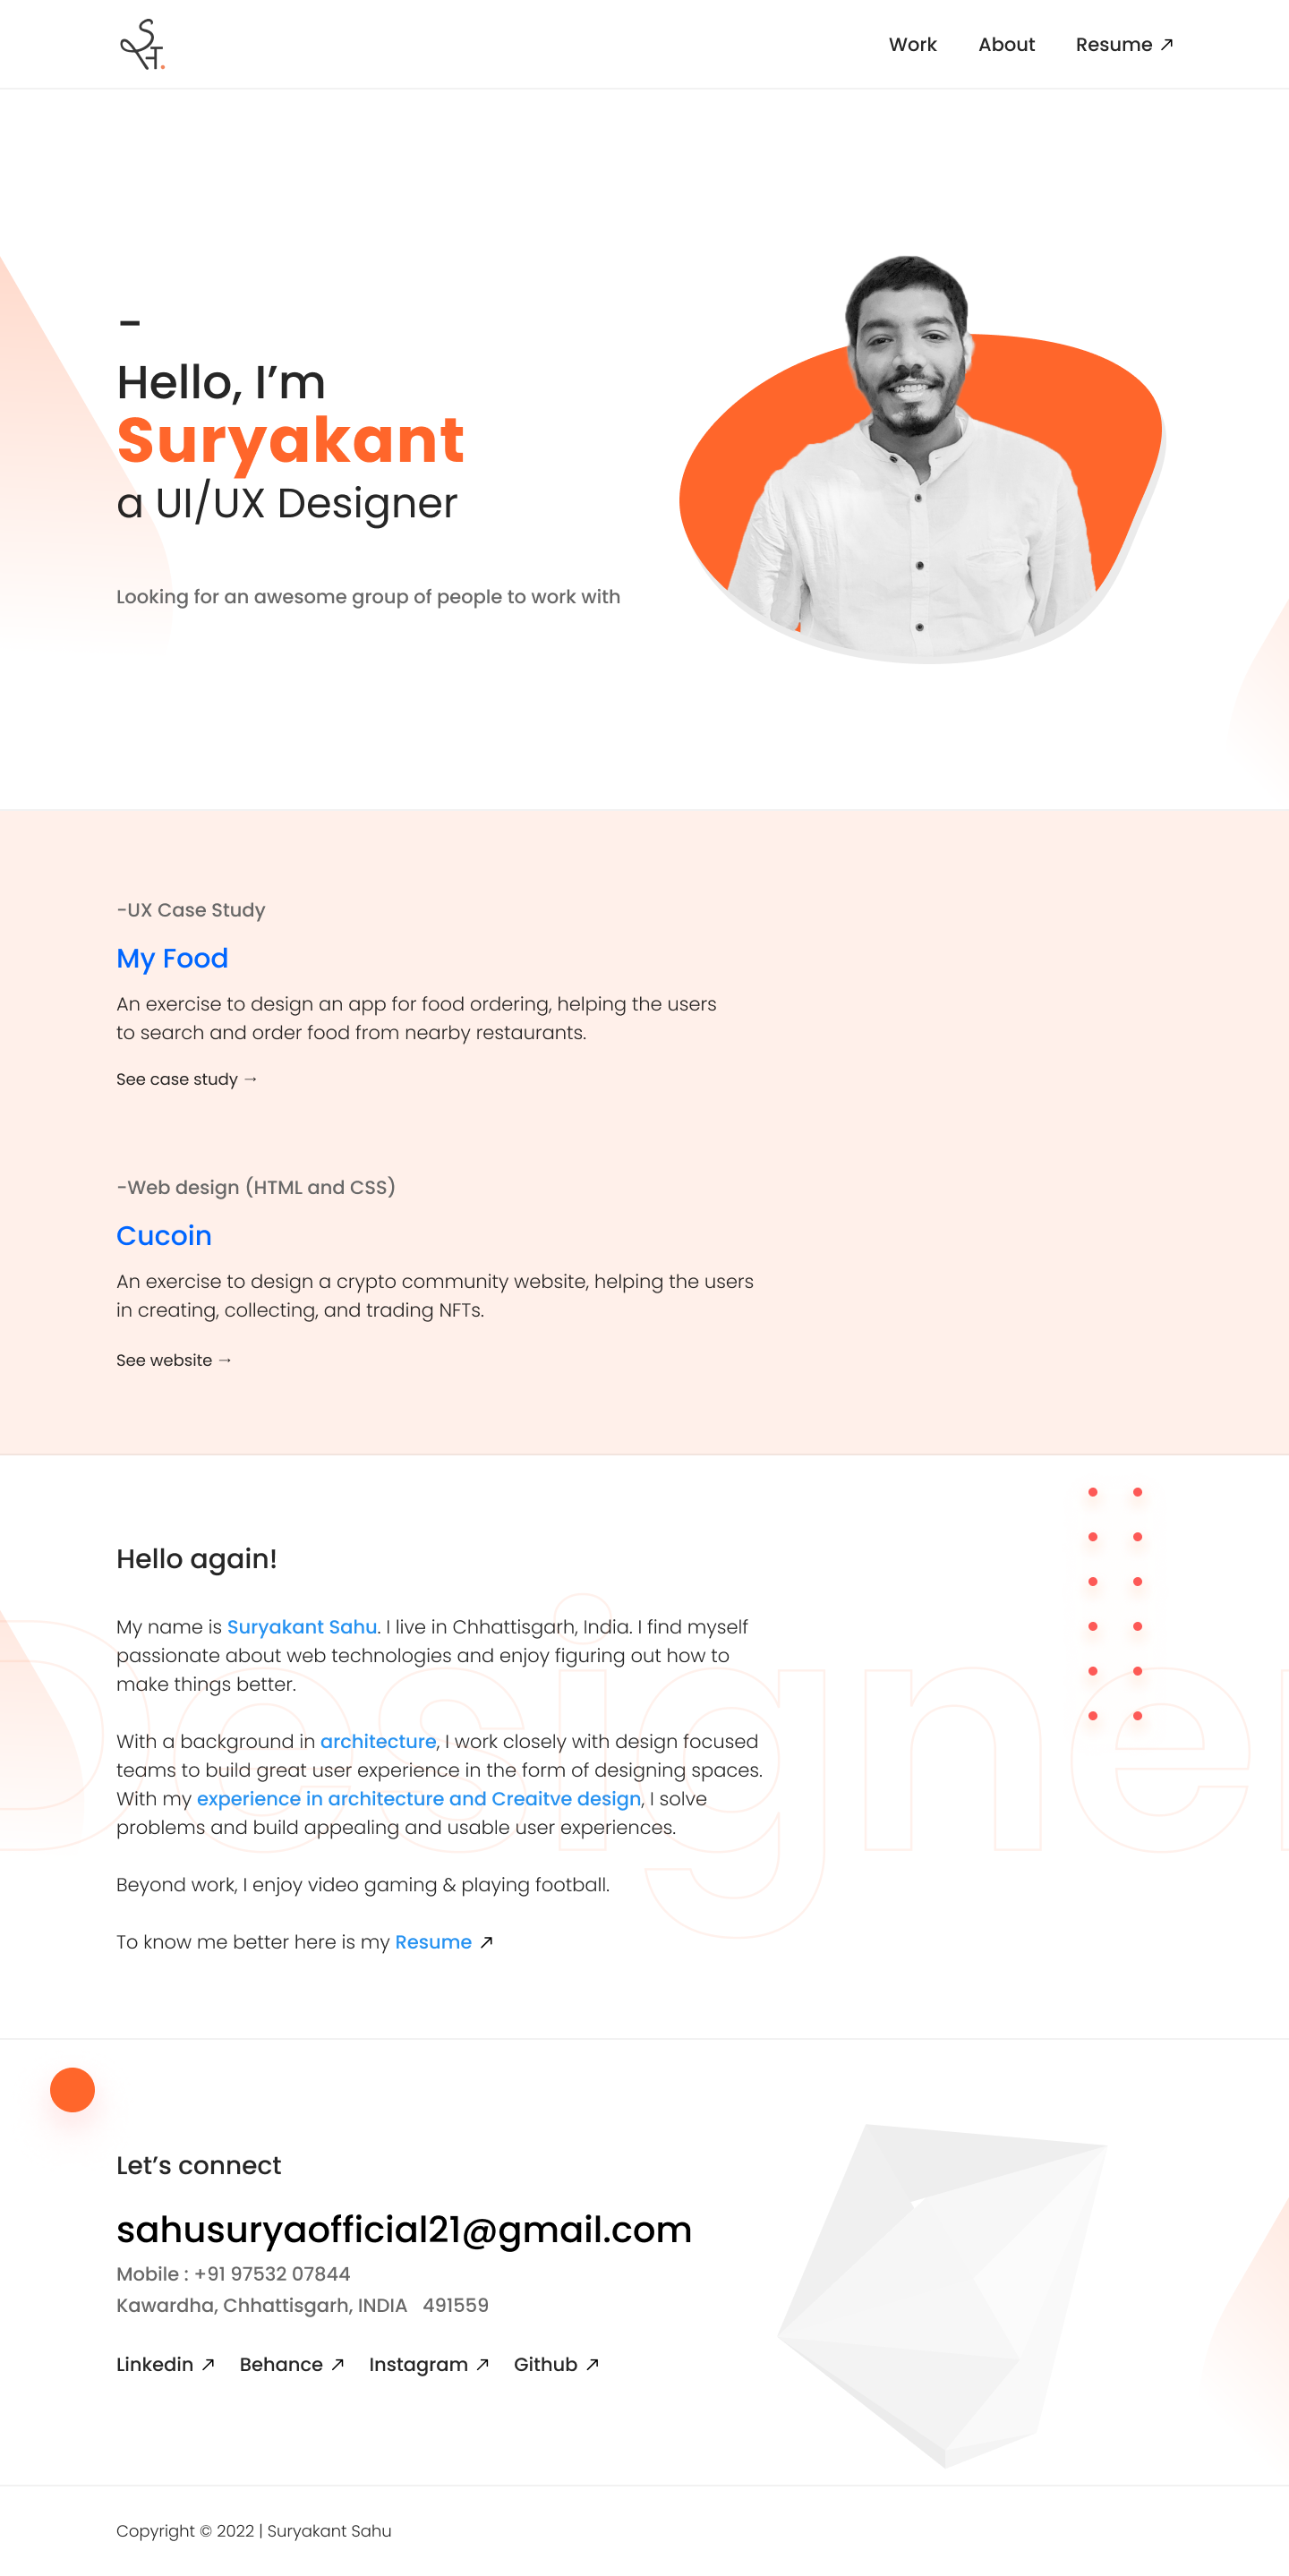 Work About Resume ↗
–
Hello, I’m
Suryakant
a UI/UX Designer
Looking for an awesome group of people to work with
-UX Case Study
My Food
An exercise to design an app for food ordering, helping the users
to search and order food from nearby restaurants.
See case study →
-Web design (HTML and CSS)
Cucoin
An exercise to design a crypto community website, helping the users
in creating, collecting, and trading NFTs.
See website →
Designer
Hello again!
My name is Suryakant Sahu. I live in Chhattisgarh, India. I find myself
passionate about web technologies and enjoy figuring out how to
make things better.
With a background in architecture, I work closely with design focused
teams to build great user experience in the form of designing spaces.
With my experience in architecture and Creaitve design, I solve
problems and build appealing and usable user experiences.
Beyond work, I enjoy video gaming & playing football.
To know me better here is my Resume ↗
Let’s connect
sahusuryaofficial21@gmail.com
Mobile : +91 97532 07844
Kawardha, Chhattisgarh, INDIA 491559
Linkedin ↗ Behance ↗ Instagram ↗ Github ↗
Copyright © 2022 | Suryakant Sahu